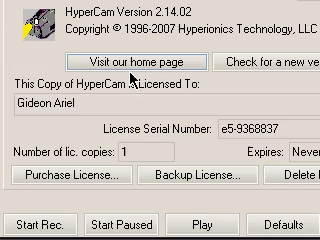 HyperCam Version 2.14.02
Copyright © 1996-2007 Hyperionics Technology, LLC
Visit our home page Check for a new ve
This Copy of HyperCam Licensed To:
Gideon Ariel
License Serial Number: e5-9368837
Number of lic. copies: 1 Expires: Never
Purchase License... Backup License... Delete
Start Rec. Start Paused Play Defaults